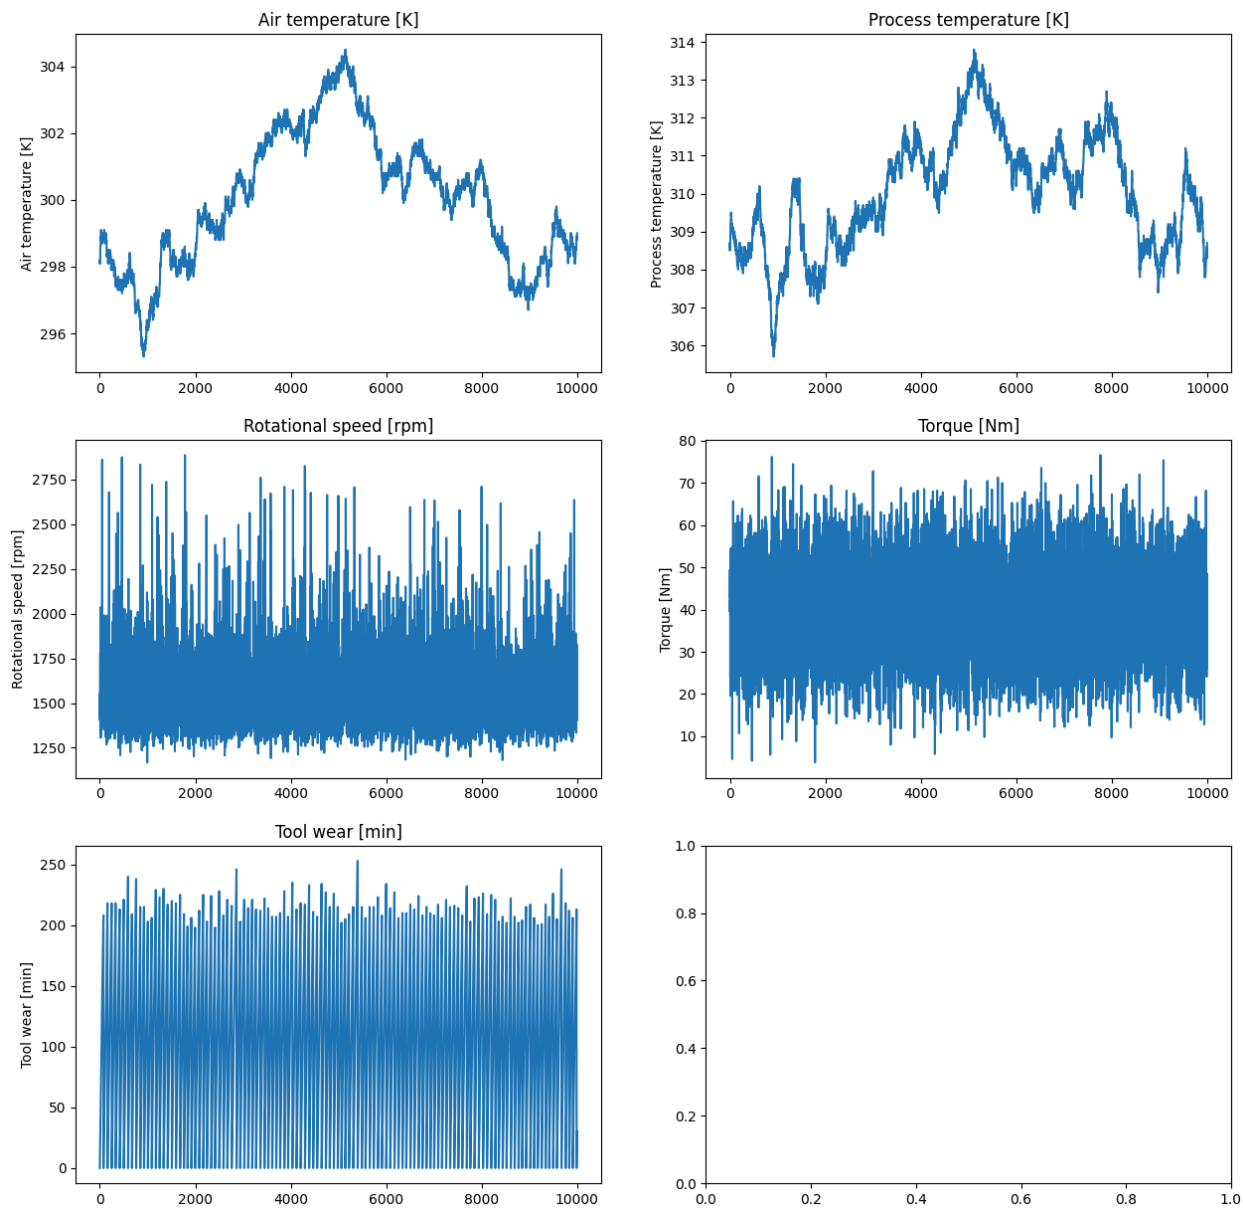 Air temperature [K]
Air temperature [K]
304
302
300
298
296
0 2000 4000 6000 8000 10000
Process temperature [K]
Process temperature [K]
314
313
312
311
310
309
308
307
306
0 2000 4000 6000 8000 10000
Rotational speed [rpm]
Rotational speed [rpm]
2750
2500
2250
2000
1750
1500
1250
0 2000 4000 6000 8000 10000
Torque [Nm]
Torque [Nm]
80
70
60
50
40
30
20
10
0 2000 4000 6000 8000 10000
Tool wear [min]
Tool wear [min]
250
200
150
100
50
0
0 2000 4000 6000 8000 10000
1.0
0.8
0.6
0.4
0.2
0.0
0.0 0.2 0.4 0.6 0.8 1.0